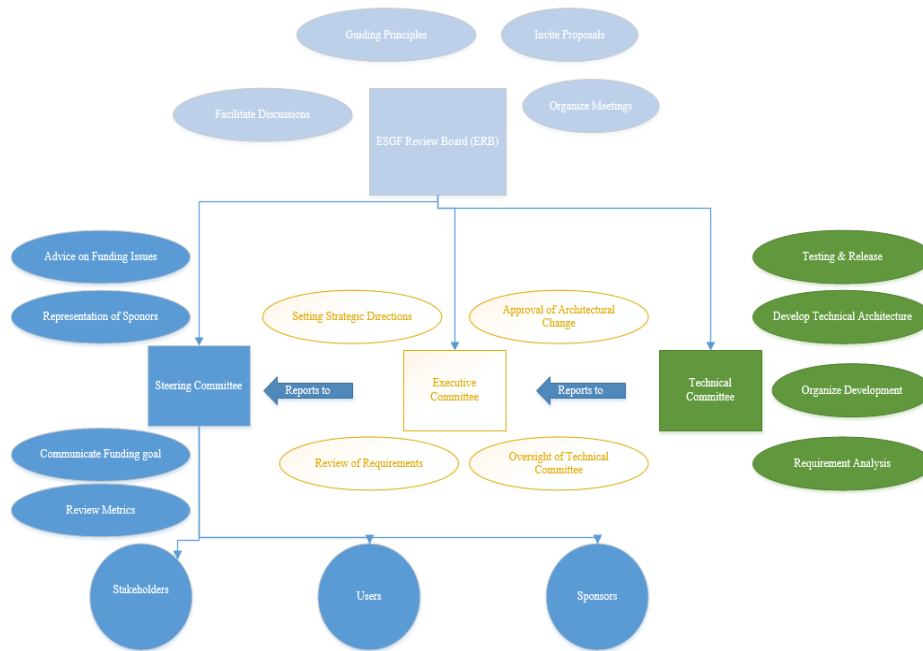 Guiding Principles
Invite Proposals
Facilitate Discussions
Organize Meetings
ESGF Review Board (ERB)
Advice on Funding Issues
Testing & Release
Representation of Sponors
Setting Strategic Directions
Approval of Architectural
Change
Develop Technical Architecture
Steering Committee
Reports to
Executive
Committee
Reports to
Technical
Committee
Organize Development
Communicate Funding goal
Review of Requirements
Oversight of Technical
Committee
Requirement Analysis
Review Metrics
Stakeholders
Users
Sponsors